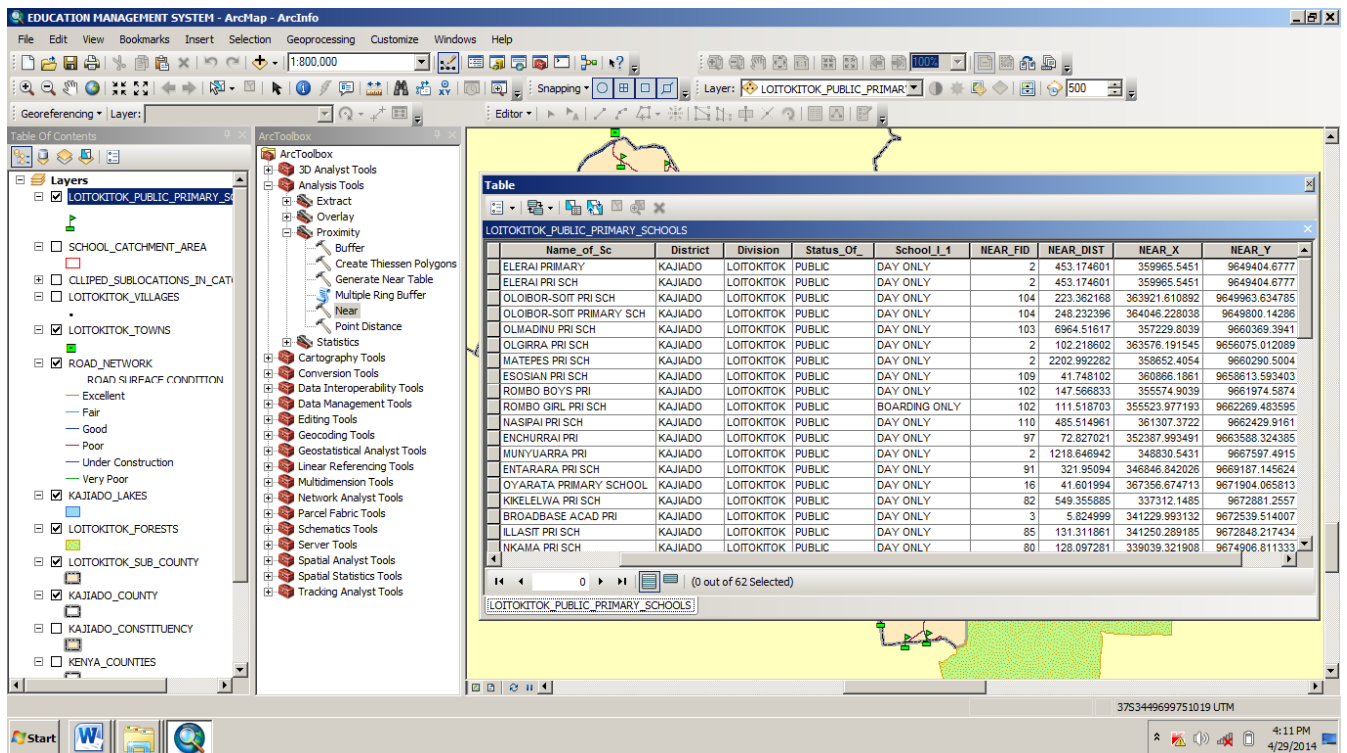 EDUCATION MANAGEMENT SYSTEM - ArcMap - ArcInfo
File Edit View Bookmarks Insert Selection Geoprocessing Customize Windows Help
1:800,000 100%
Snapping Layer: LOITOKITOK_PUBLIC_PRIMAR 500
Georeferencing Layer: Editor
Table Of Contents
Layers
LOITOKITOK_PUBLIC_PRIMARY_SC
SCHOOL_CATCHMENT_AREA
CLLIPED_SUBLOCATIONS_IN_CAT
LOITOKITOK_VILLAGES
LOITOKITOK_TOWNS
ROAD_NETWORK
ROAD SURFACE CONDITION
Excellent
Fair
Good
Poor
Under Construction
Very Poor
KAJIADO_LAKES
LOITOKITOK_FORESTS
LOITOKITOK_SUB_COUNTY
KAJIADO_COUNTY
KAJIADO_CONSTITUENCY
KENYA_COUNTIES
ArcToolbox
ArcToolbox
3D Analyst Tools
Analysis Tools
Extract
Overlay
Proximity
Buffer
Create Thiessen Polygons
Generate Near Table
Multiple Ring Buffer
Near
Point Distance
Statistics
Cartography Tools
Conversion Tools
Data Interoperability Tools
Data Management Tools
Editing Tools
Geocoding Tools
Geostatistical Analyst Tools
Linear Referencing Tools
Multidimension Tools
Network Analyst Tools
Parcel Fabric Tools
Schematics Tools
Server Tools
Spatial Analyst Tools
Spatial Statistics Tools
Tracking Analyst Tools
Table
LOITOKITOK_PUBLIC_PRIMARY_SCHOOLS
Name_of_Sc District Division Status_Of_ School_I_1 NEAR_FID NEAR_DIST NEAR_X NEAR_Y
ELERAI PRIMARY KAJIADO LOITOKITOK PUBLIC DAY ONLY 2 453.174601 359965.5451 9649404.6777
ELERAI PRI SCH KAJIADO LOITOKITOK PUBLIC DAY ONLY 2 453.174601 359965.5451 9649404.6777
OLOIBOR-SOIT PRI SCH KAJIADO LOITOKITOK PUBLIC DAY ONLY 104 223.362168 363921.610892 9649963.634785
OLOIBOR-SOIT PRIMARY SCH KAJIADO LOITOKITOK PUBLIC DAY ONLY 104 248.232396 364046.228038 9649800.14286
OLMADINU PRI SCH KAJIADO LOITOKITOK PUBLIC DAY ONLY 103 6964.51617 357229.8039 9660369.3941
OLGIRRA PRI SCH KAJIADO LOITOKITOK PUBLIC DAY ONLY 2 102.218602 363576.191545 9656075.012089
MATEPES PRI SCH KAJIADO LOITOKITOK PUBLIC DAY ONLY 2 2202.992282 358652.4054 9660290.5004
ESOSIAN PRI SCH KAJIADO LOITOKITOK PUBLIC DAY ONLY 109 41.748102 360866.1861 9658613.593403
ROMBO BOYS PRI KAJIADO LOITOKITOK PUBLIC DAY ONLY 102 147.566833 355574.9039 9661974.5874
ROMBO GIRL PRI SCH KAJIADO LOITOKITOK PUBLIC BOARDING ONLY 102 111.518703 355523.977193 9662269.483595
NASIPAI PRI SCH KAJIADO LOITOKITOK PUBLIC DAY ONLY 110 485.514961 361307.3722 9662429.9161
ENCHURRAI PRI KAJIADO LOITOKITOK PUBLIC DAY ONLY 97 72.827021 352387.993491 9663588.324385
MUNYUARRA PRI KAJIADO LOITOKITOK PUBLIC DAY ONLY 2 1218.646942 348830.5431 9667597.4915
ENTARARA PRI SCH KAJIADO LOITOKITOK PUBLIC DAY ONLY 91 321.95094 346846.842026 9669187.145624
OYARATA PRIMARY SCHOOL KAJIADO LOITOKITOK PUBLIC DAY ONLY 16 41.601994 367356.674713 9671904.065813
KIKELELWA PRI SCH KAJIADO LOITOKITOK PUBLIC DAY ONLY 82 549.355885 337312.1485 9672881.2557
BROADBASE ACAD PRI KAJIADO LOITOKITOK PUBLIC DAY ONLY 3 5.824999 341229.993132 9672539.514007
ILLASIT PRI SCH KAJIADO LOITOKITOK PUBLIC DAY ONLY 85 131.311861 341250.289185 9672848.217434
NKAMA PRI SCH KAJIADO LOITOKITOK PUBLIC DAY ONLY 80 128.097281 339039.321908 9674906.811333
0 (0 out of 62 Selected)
LOITOKITOK_PUBLIC_PRIMARY_SCHOOLS
37S3449699751019 UTM
Start 4:11 PM
4/29/2014